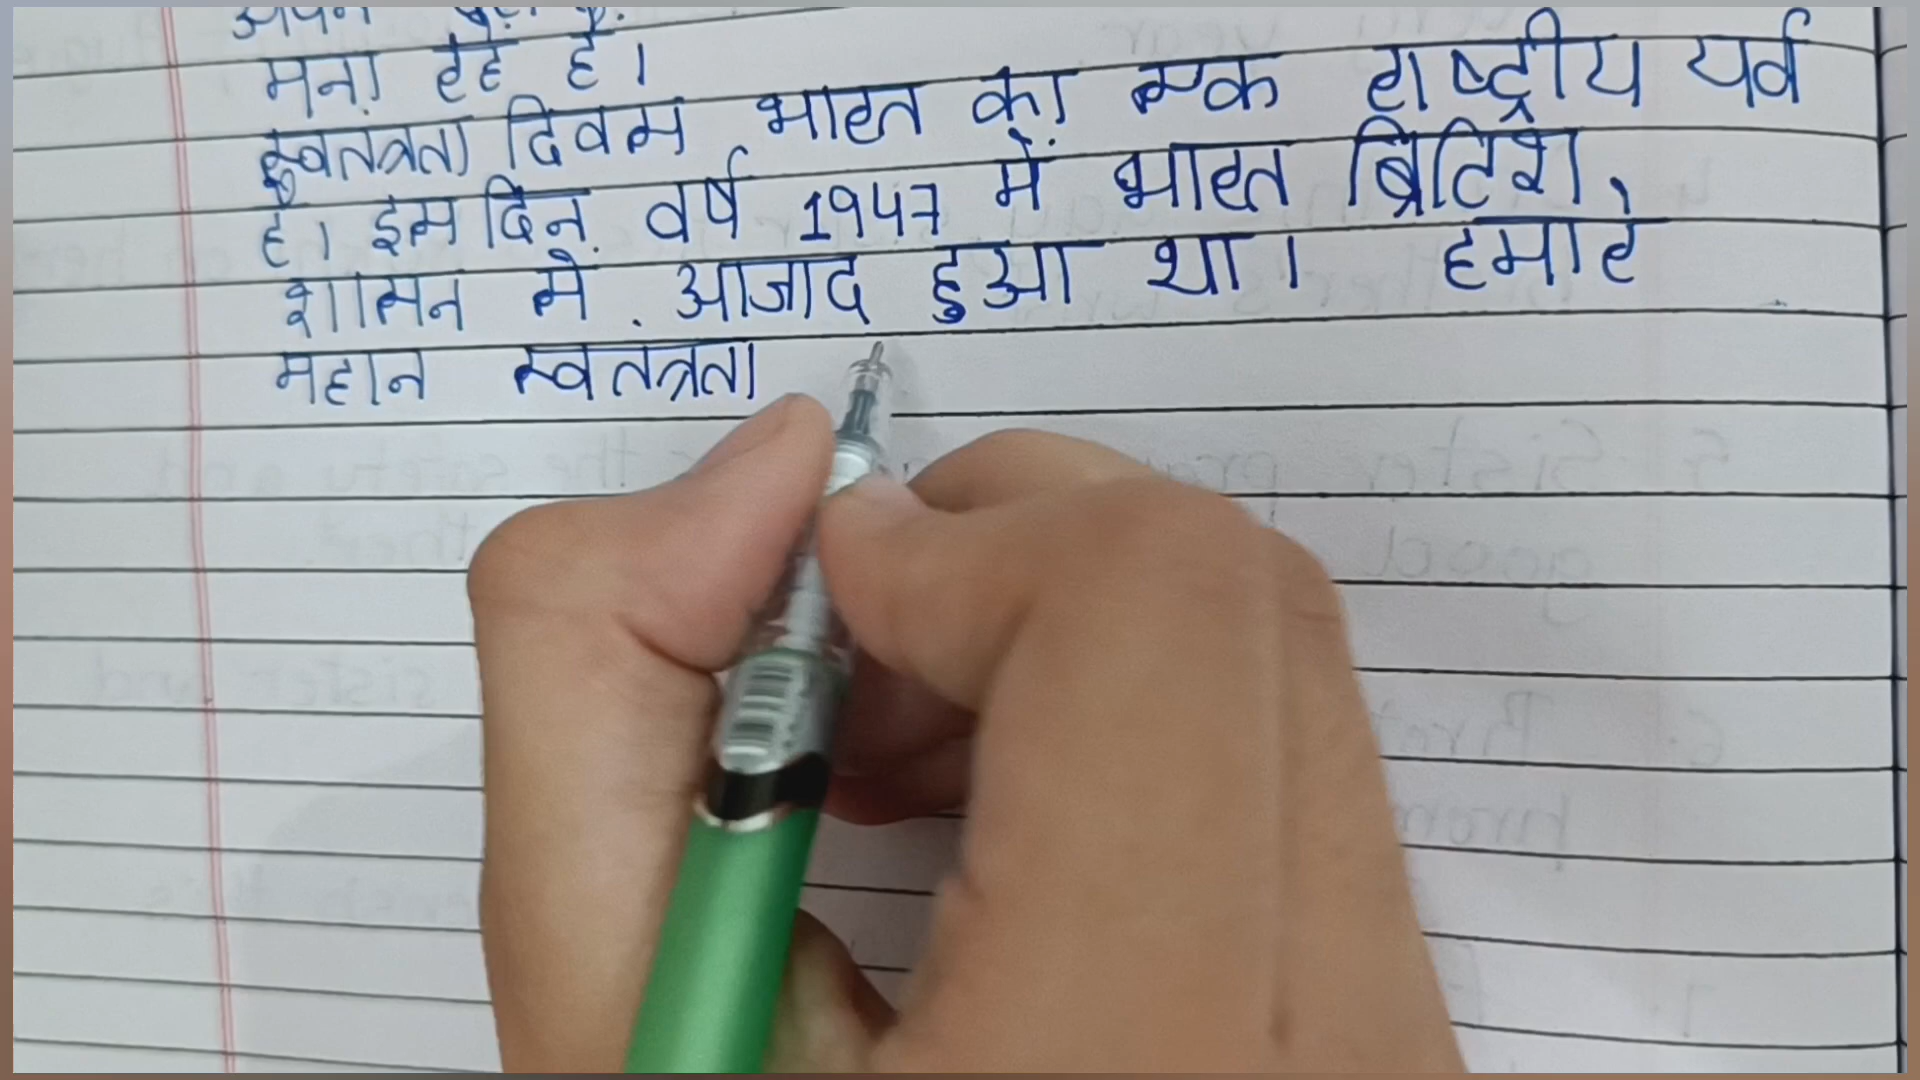 मना रहे है।
स्वतंत्रता दिवस भारत का एक राष्ट्रीय पर्व
है। इस दिन वर्ष 1947 में भारत ब्रिटिश
शासन से आजाद हुआ था। हमारे
महान स्वतंत्रता